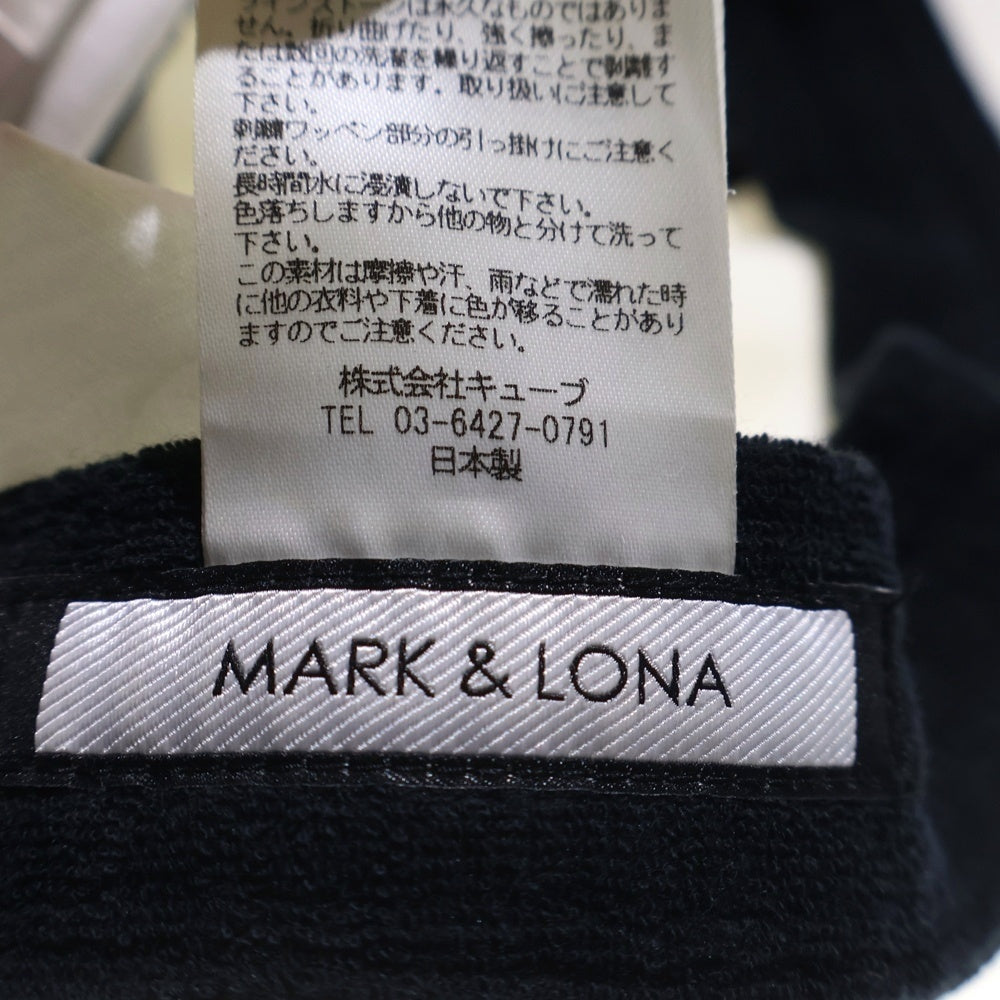 ラインストーンは永久なものではありま
せん。折り曲げたり、強く擦ったり、ま
たは数回の洗濯を繰り返すことで剥離す
ることがあります。取り扱いにご注意して
下さい。
刺繍ワッペン部分の引っ掛けにご注意く
ださい。
長時間水に浸漬しないで下さい。
色落ちしますから他の物と分けて洗って
下さい。
この素材は摩擦や汗、雨などで濡れた時
に他の衣料や下着に色が移ることがあり
ますのでご注意ください。
株式会社キューブ
TEL 03-6427-0791
日本製
MARK & LONA